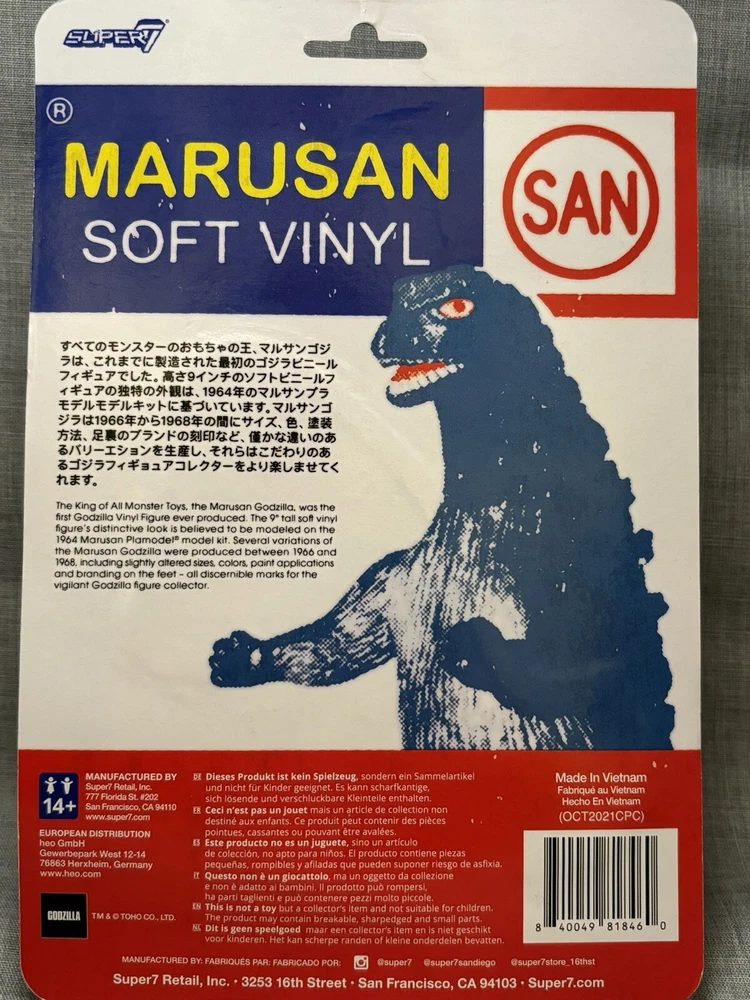 SUPER7
®
MARUSAN
SOFT VINYL
SAN
すべてのモンスターのおもちゃの王、マルサンゴジ
ラは、これまでに製造された最初のゴジラビニール
フィギュアでした。高さ9インチのソフトビニールフ
ィギュアの独特の外観は、1964年のマルサンプラ
モデルモデルキットに基づいています。マルサンゴ
ジラは1966年から1968年の間にサイズ、色、塗装
方法、足裏のブランドの刻印など、僅かな違いのあ
るバリーエションを生産し、それらはこだわりのあ
るゴジラフィギョュアコレクターをより楽しませてく
れます。
The King of All Monster Toys, the Marusan Godzilla, was the
first Godzilla Vinyl Figure ever produced. The 9" tall soft vinyl
figure's distinctive look is believed to be modeled on the
1964 Marusan Plamodel® model kit. Several variations of
the Marusan Godzilla were produced between 1966 and
1968, including slightly altered sizes, colors, paint applications
and branding on the feet – all discernible marks for the
vigilant Godzilla figure collector.
14+
MANUFACTURED BY
Super7 Retail, Inc.
777 Florida St. #202
San Francisco, CA 94110
www.super7.com
EUROPEAN DISTRIBUTION
heo GmbH
Gewerbepark West 12-14
76863 Herxheim, Germany
www.heo.com
GODZILLA
TM & © TOHO CO., LTD.
DE Dieses Produkt ist kein Spielzeug, sondern ein Sammelartikel
und nicht für Kinder geeignet. Es kann scharfkantige,
sich lösende und verschluckbare Kleinteile enthalten.
FR Ceci n'est pas un jouet mais un article de collection non
destiné aux enfants. Ce produit peut contenir des pièces
pointues, cassantes ou pouvant être avalées.
ES Este producto no es un juguete, sino un artículo
de colección, no apto para niños. El producto contiene piezas
pequeñas, rompibles y afiladas que pueden suponer riesgo de asfixia.
IT Questo non è un giocattolo, ma un oggetto da collezione
e non è adatto ai bambini. Il prodotto può rompersi,
ha parti taglienti e può contenere pezzi molto piccole.
EN This is not a toy but a collector's item and not suitable for children.
The product may contain breakable, sharpedged and small parts.
NL Dit is geen speelgoed maar een collector's item en is niet geschikt
voor kinderen. Het kan scherpe randen of kleine onderdelen bevatten.
Made In Vietnam
Fabriqué au Vietnam
Hecho En Vietnam
(OCT2021CPC)
8 40049 81846 0
MANUFACTURED BY: FABRIQUÉS PAR: FABRICADO POR: @super7 @super7sandiego @super7store_16thst
Super7 Retail, Inc. • 3253 16th Street • San Francisco, CA 94103 • Super7.com